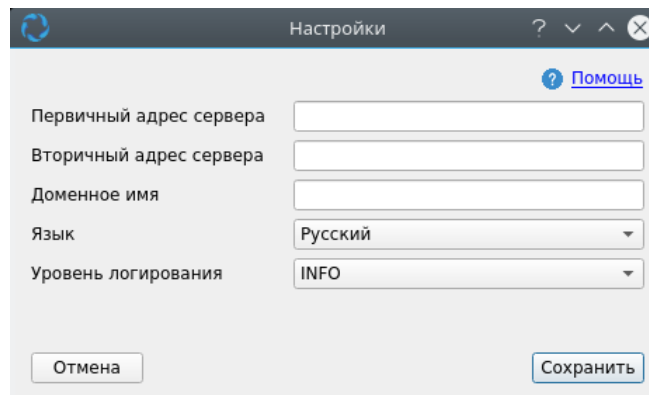 Настройки
Помощь
Первичный адрес сервера
Вторичный адрес сервера
Доменное имя
Язык Русский
Уровень логирования INFO
Отмена Сохранить